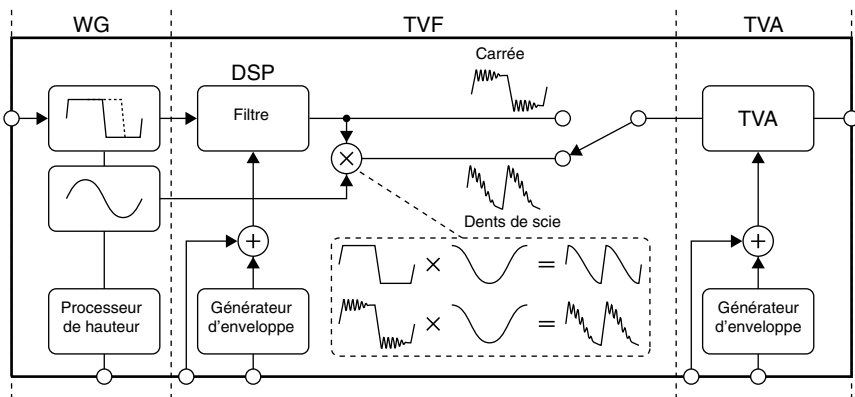 WG
TVF
TVA
DSP
Carrée
Filtre
TVA
×
Dents de scie
+
+
× =
× =
Processeur
de hauteur
Générateur
d'enveloppe
Générateur
d'enveloppe